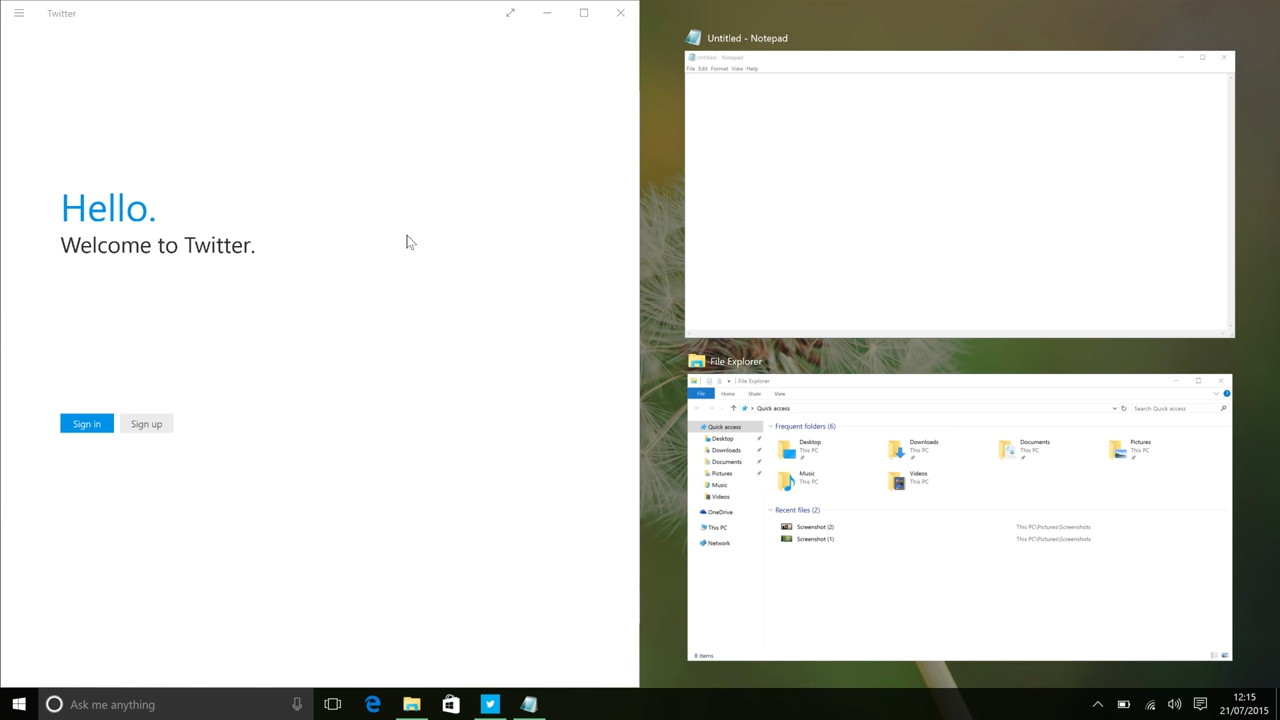 Twitter
Hello.
Welcome to Twitter.
Sign in
Sign up
Untitled - Notepad
Untitled - Notepad
File Edit Format View Help
File Explorer
File Explorer
File Home Share View
Quick access
Search Quick access
Quick access
Desktop
Downloads
Documents
Pictures
Music
Videos
OneDrive
This PC
Network
Frequent folders (6)
Desktop
This PC
Downloads
This PC
Documents
This PC
Pictures
This PC
Music
This PC
Videos
This PC
Recent files (2)
Screenshot (2) This PC\Pictures\Screenshots
Screenshot (1) This PC\Pictures\Screenshots
8 items
Ask me anything
12:15
21/07/2015